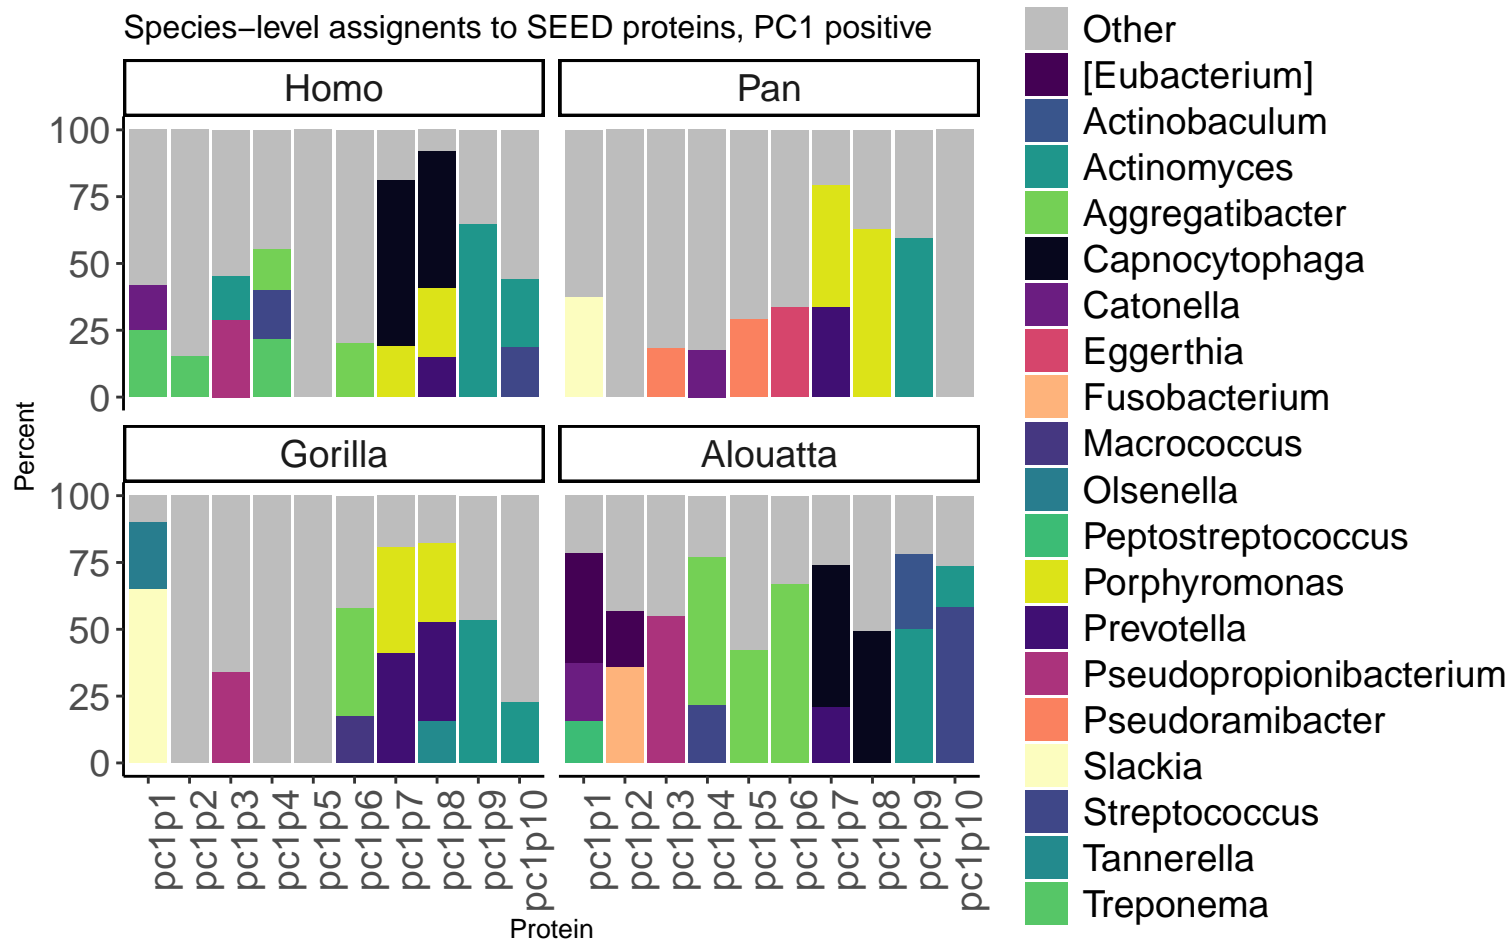 Species−level assignents to SEED proteins, PC1 positive
Homo
Pan
100
75
50
25
0
Gorilla
Alouatta
100
75
50
25
0
Percent
pc1p1
pc1p2
pc1p3
pc1p4
pc1p5
pc1p6
pc1p7
pc1p8
pc1p9
pc1p10
pc1p1
pc1p2
pc1p3
pc1p4
pc1p5
pc1p6
pc1p7
pc1p8
pc1p9
pc1p10
Protein
Other
[Eubacterium]
Actinobaculum
Actinomyces
Aggregatibacter
Capnocytophaga
Catonella
Eggerthia
Fusobacterium
Macrococcus
Olsenella
Peptostreptococcus
Porphyromonas
Prevotella
Pseudopropionibacterium
Pseudoramibacter
Slackia
Streptococcus
Tannerella
Treponema